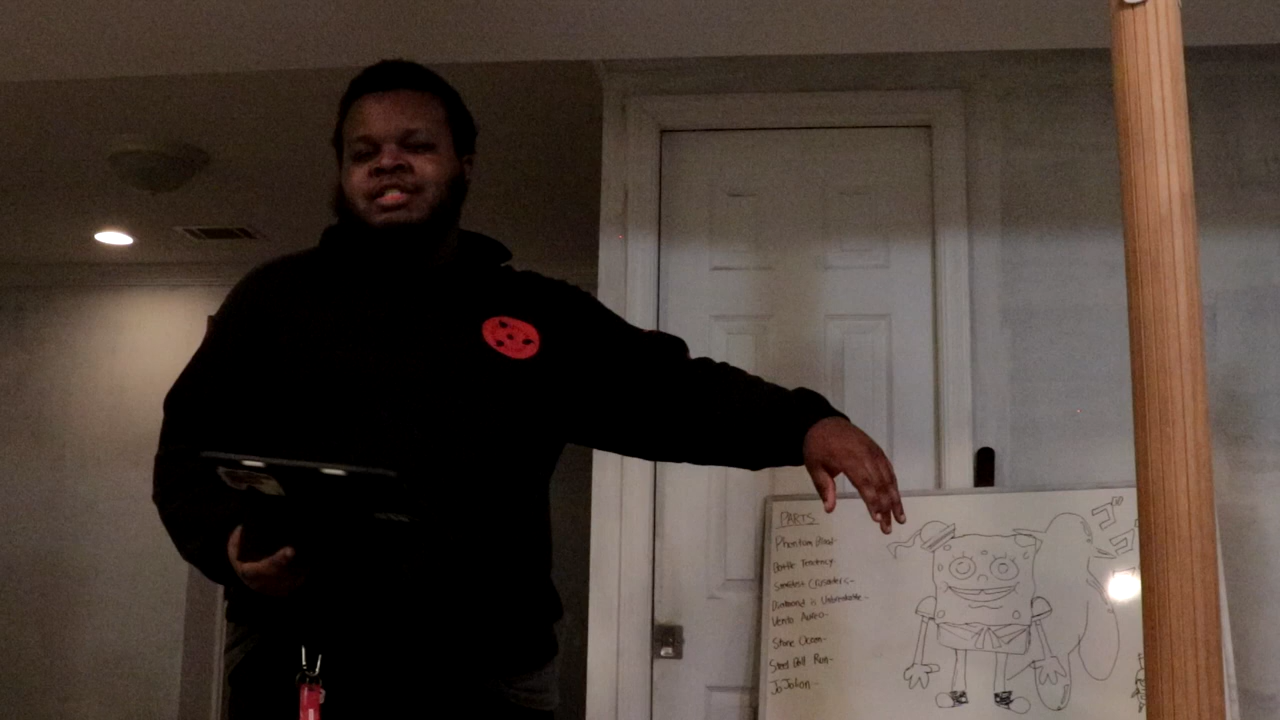 PARTS
Phantom Blood-
Battle Tendency-
Stardust Crusaders-
Diamond is Unbreakable-
Vento Aureo-
Stone Ocean-
Steel Ball Run-
JoJolion-
ゴ
ゴ